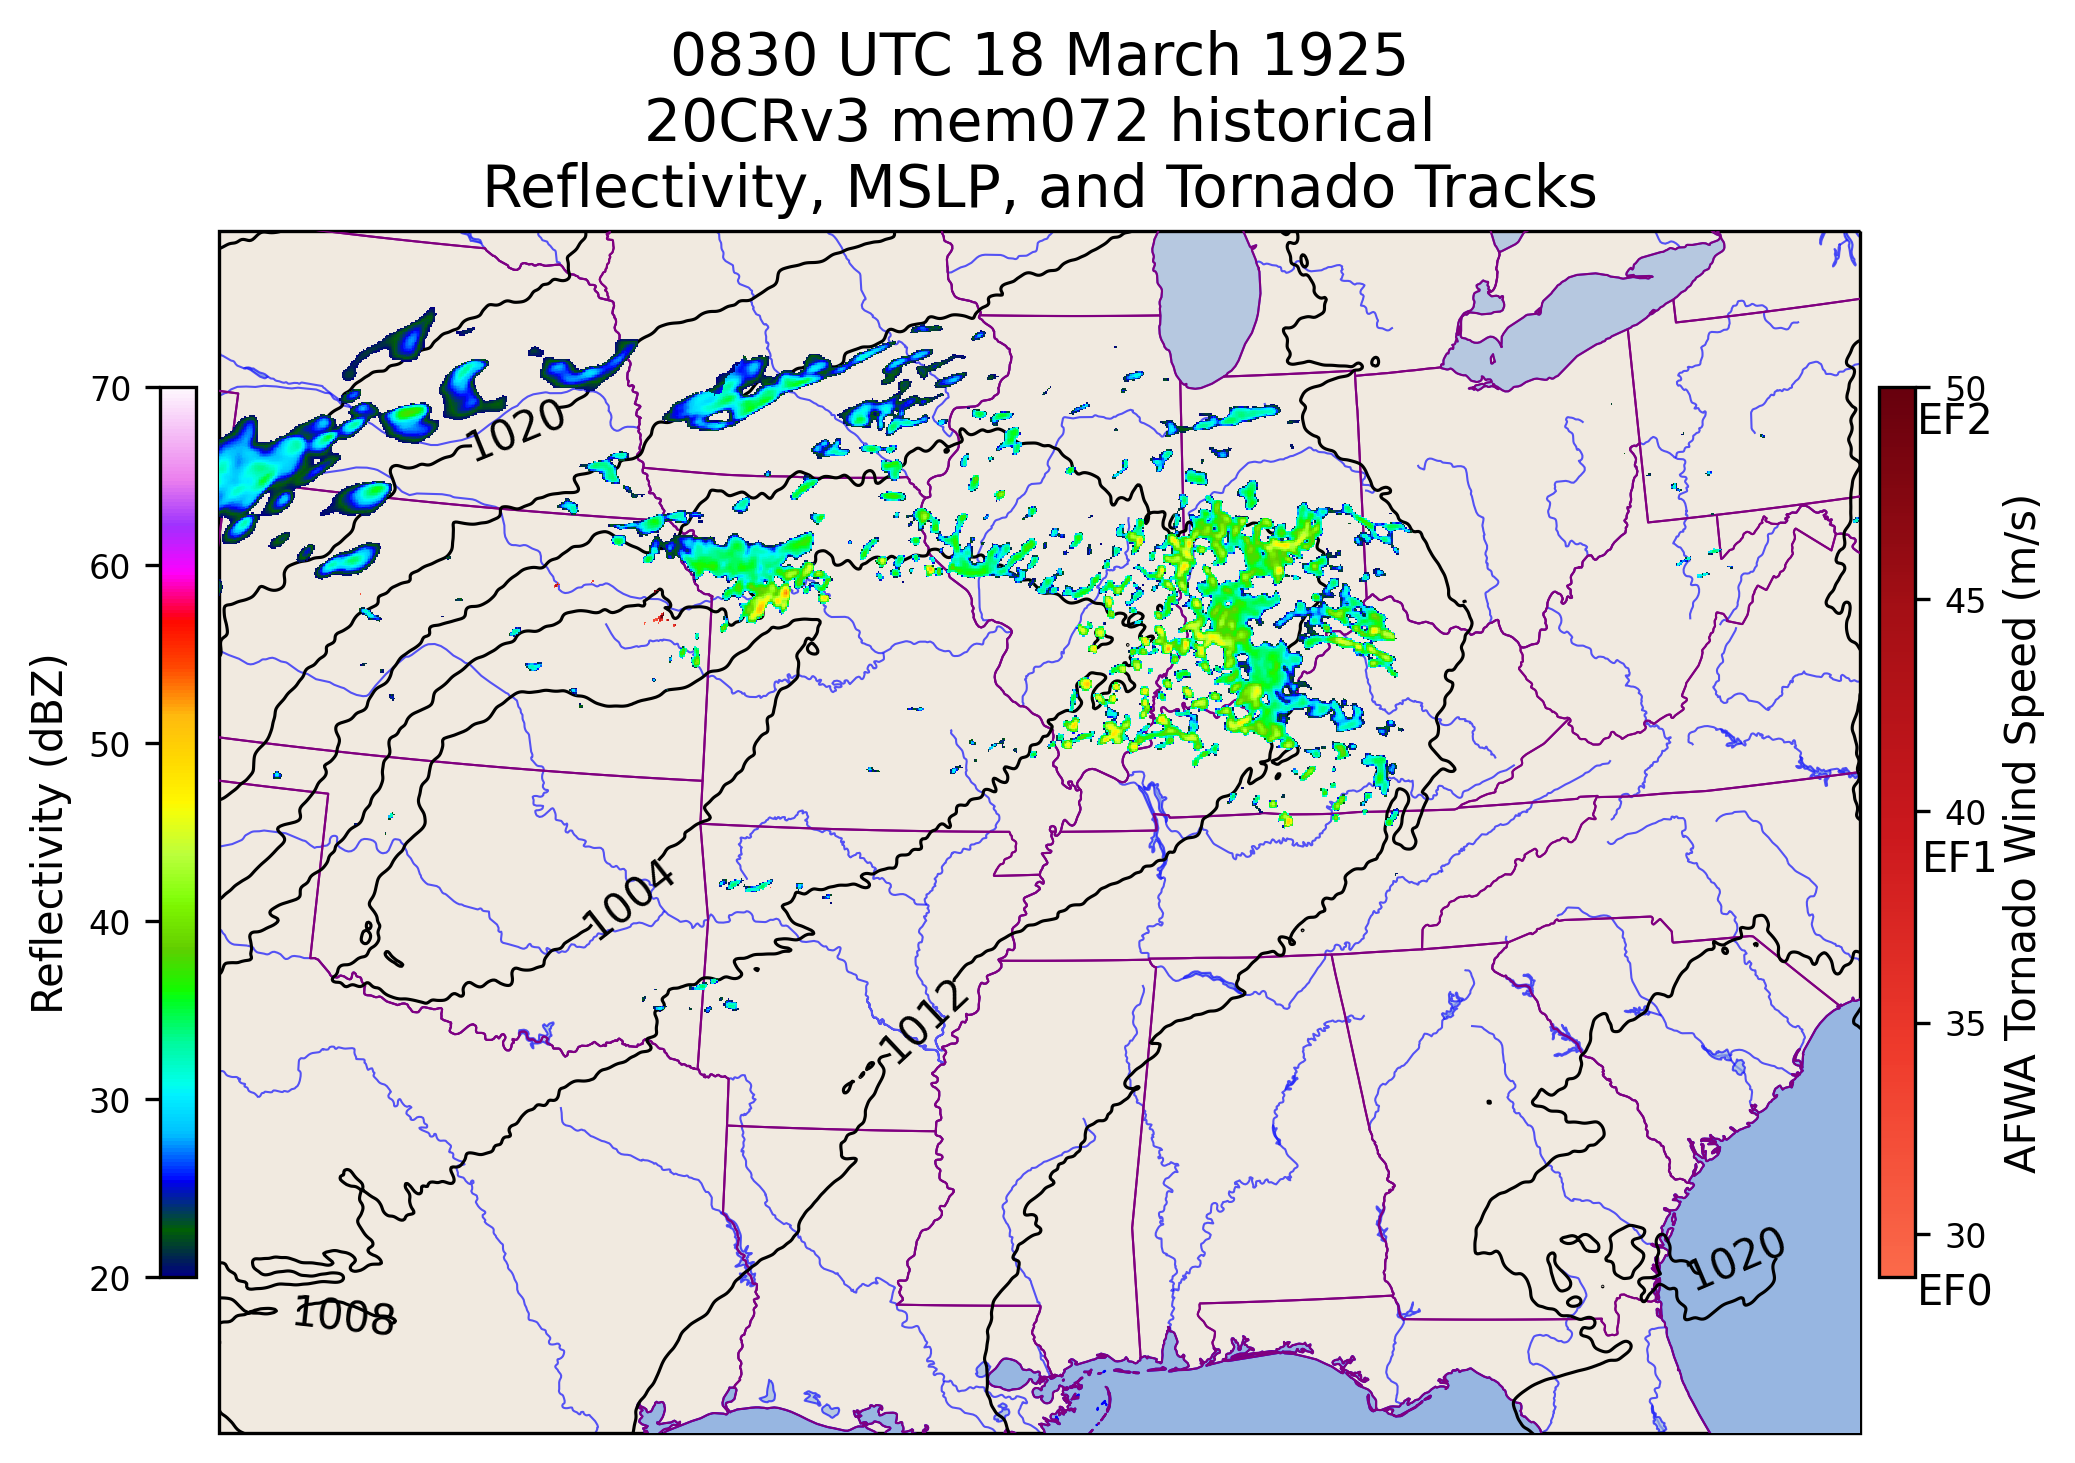 0830 UTC 18 March 1925
20CRv3 mem072 historical
Reflectivity, MSLP, and Tornado Tracks
Reflectivity (dBZ)
70
60
50
40
30
20
1020
1004
1012
1008
1020
50
EF2
45
40
EF1
35
30
EF0
AFWA Tornado Wind Speed (m/s)